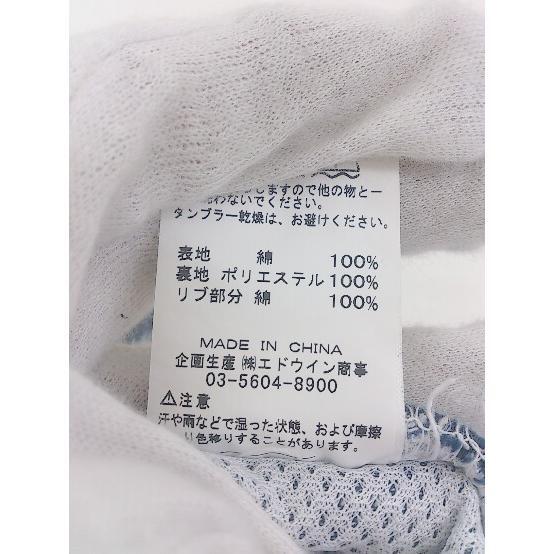 しますので他の物と一
わないでください。
タンブラー乾燥は、お避けください。
表地 綿 100%
裏地 ポリエステル 100%
リブ部分 綿 100%
MADE IN CHINA
企画生産 ㈱エドウイン商事
03-5604-8900
⚠注意
汗や雨などで湿った状態、および摩擦
り色移りすることがあります。